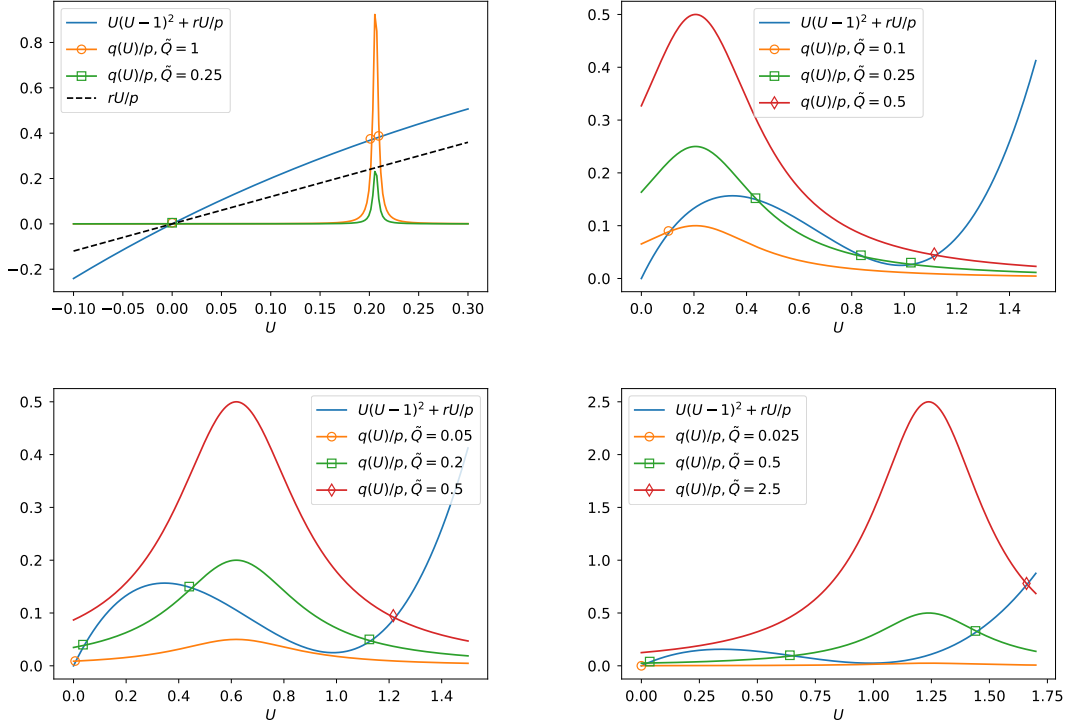 U(U − 1)² + rU/p
q(U)/p, Q̃ = 1
q(U)/p, Q̃ = 0.25
rU/p
0.8
0.6
0.4
0.2
0.0
−0.2
−0.10 −0.05 0.00 0.05 0.10 0.15 0.20 0.25 0.30
U
U(U − 1)² + rU/p
q(U)/p, Q̃ = 0.1
q(U)/p, Q̃ = 0.25
q(U)/p, Q̃ = 0.5
0.5
0.4
0.3
0.2
0.1
0.0
0.0 0.2 0.4 0.6 0.8 1.0 1.2 1.4
U
U(U − 1)² + rU/p
q(U)/p, Q̃ = 0.05
q(U)/p, Q̃ = 0.2
q(U)/p, Q̃ = 0.5
0.5
0.4
0.3
0.2
0.1
0.0
0.0 0.2 0.4 0.6 0.8 1.0 1.2 1.4
U
U(U − 1)² + rU/p
q(U)/p, Q̃ = 0.025
q(U)/p, Q̃ = 0.5
q(U)/p, Q̃ = 2.5
2.5
2.0
1.5
1.0
0.5
0.0
0.00 0.25 0.50 0.75 1.00 1.25 1.50 1.75
U